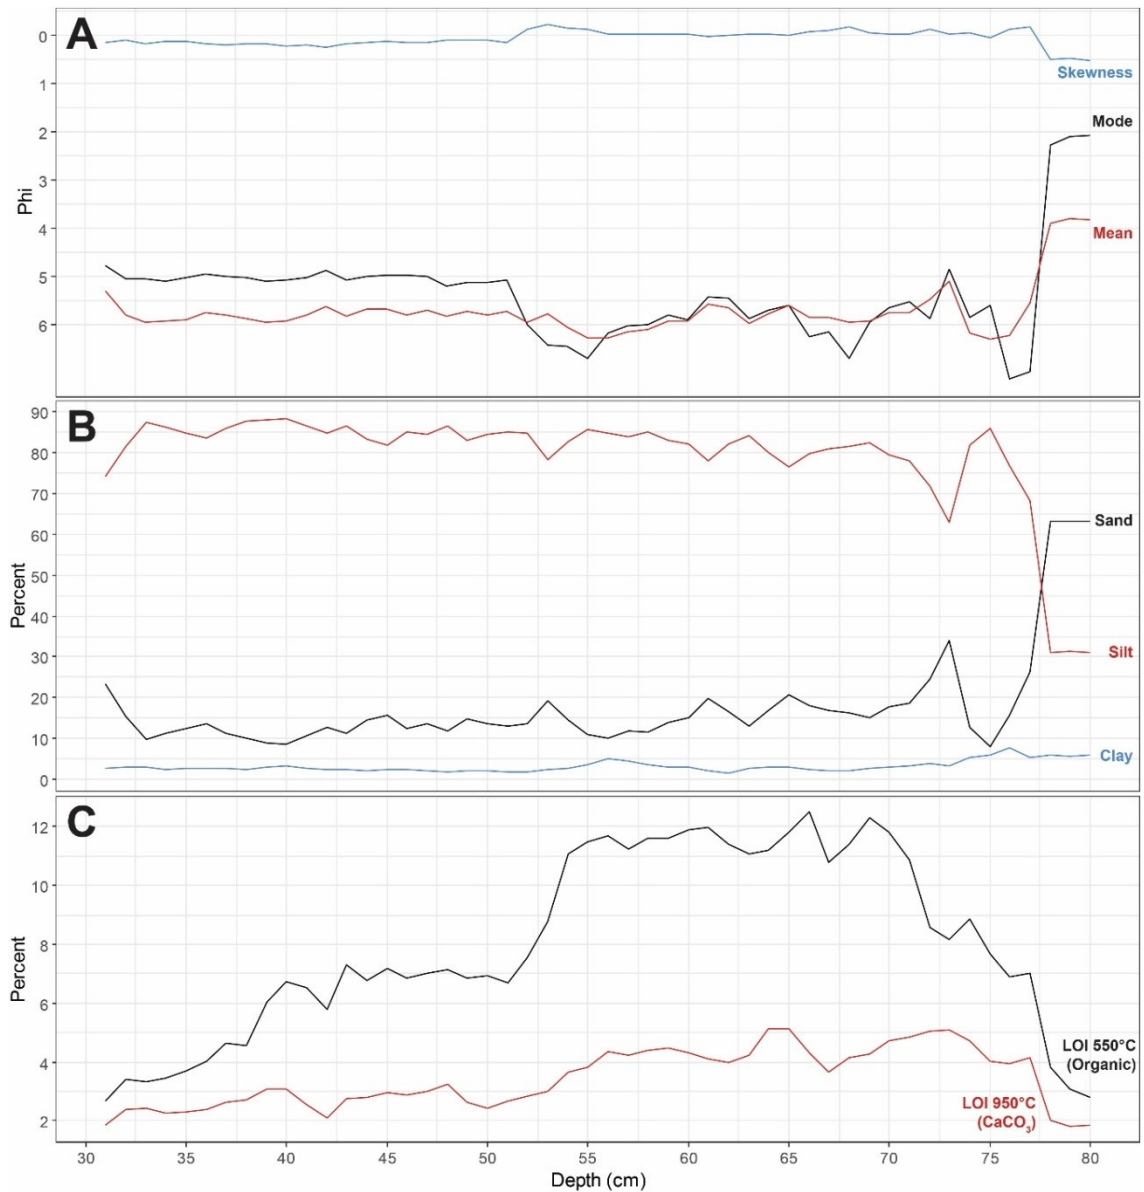 A
0
1
2
3
4
5
6
Phi
Skewness
Mode
Mean
B
90
80
70
60
50
40
30
20
10
0
Percent
Sand
Silt
Clay
C
12
10
8
6
4
2
Percent
LOI 550°C
(Organic)
LOI 950°C
(CaCO₃)
30 35 40 45 50 55 60 65 70 75 80
Depth (cm)